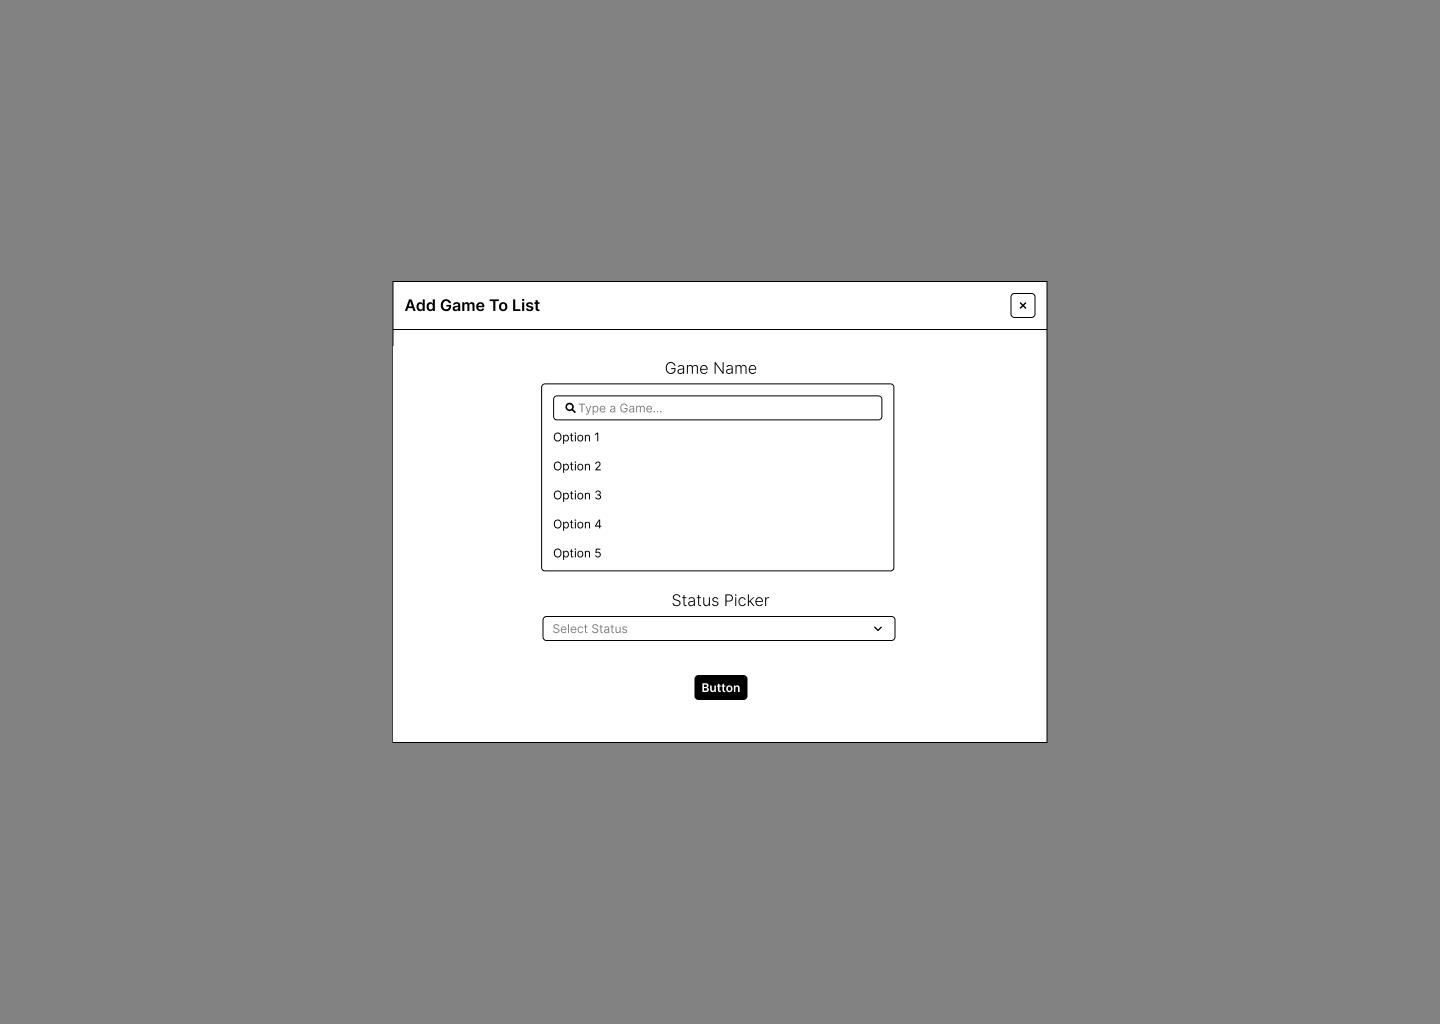 Add Game To List
Game Name
Type a Game...
Option 1
Option 2
Option 3
Option 4
Option 5
Status Picker
Select Status
Button